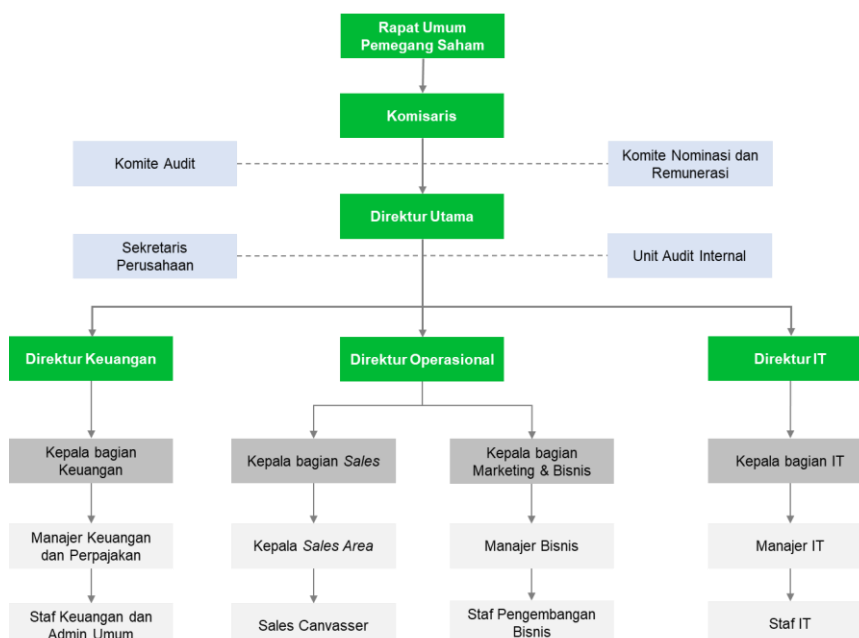 Rapat Umum
Pemegang Saham
Komisaris
Komite Audit
Komite Nominasi dan
Remunerasi
Direktur Utama
Sekretaris
Perusahaan
Unit Audit Internal
Direktur Keuangan
Direktur Operasional
Direktur IT
Kepala bagian
Keuangan
Kepala bagian Sales
Kepala bagian
Marketing & Bisnis
Kepala bagian IT
Manajer Keuangan
dan Perpajakan
Kepala Sales Area
Manajer Bisnis
Manajer IT
Staf Keuangan dan
Admin Umum
Sales Canvasser
Staf Pengembangan
Bisnis
Staf IT